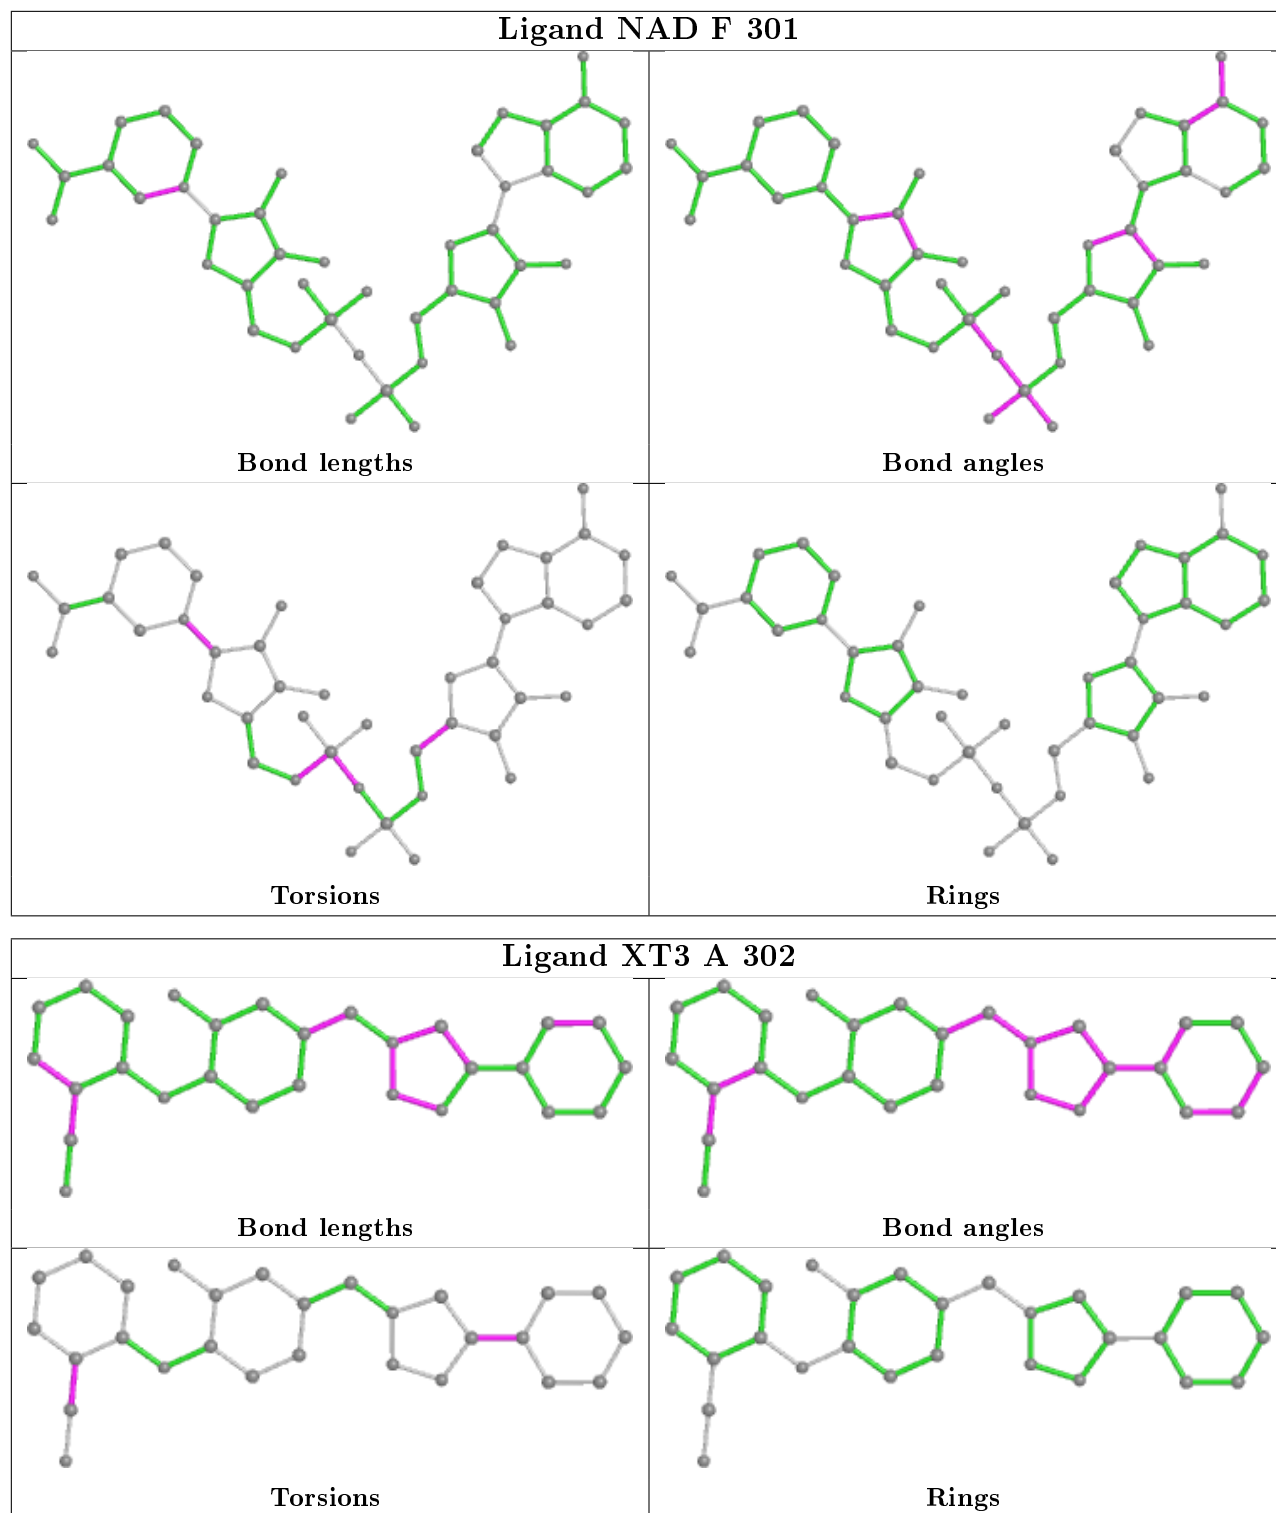 Ligand NAD F 301
Bond lengths
Bond angles
Torsions
Rings
Ligand XT3 A 302
Bond lengths
Bond angles
Torsions
Rings